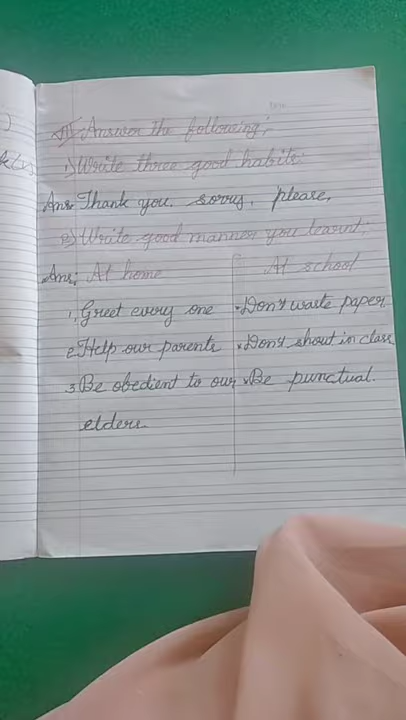 III Answer the following;
1) Write three good habits.
Ans: Thank you. sorry, please,
2) Write good manner you learnt;
Ans: At home
At school
1. Greet every one
2. Help our parents
3 Be obedient to our
elders.
• Don't waste paper.
• Don't shout in class
• Be punctual.